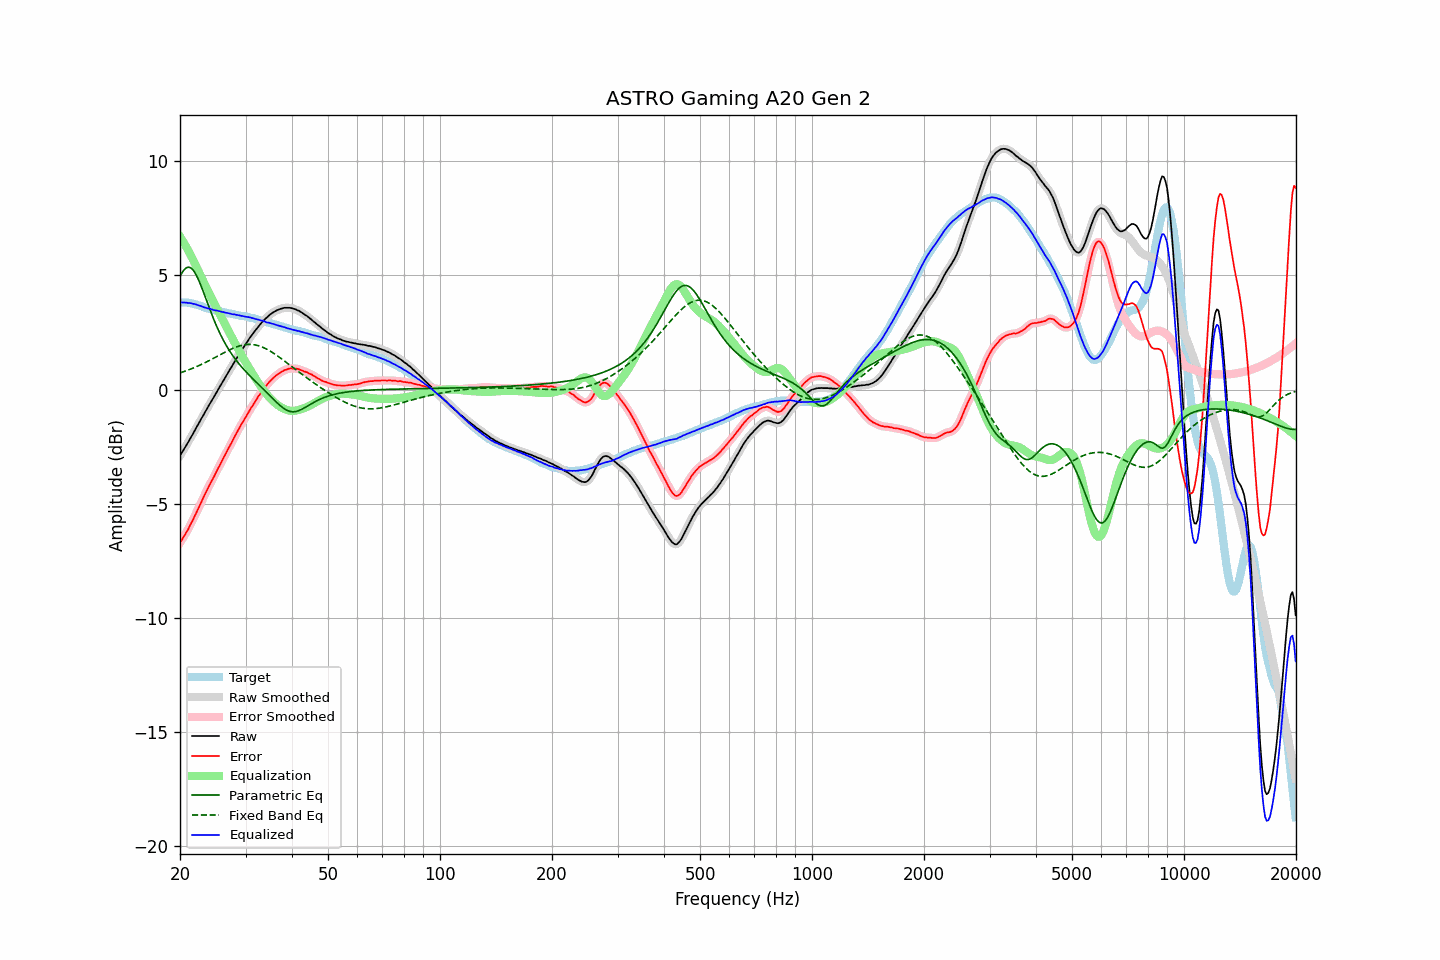 ASTRO Gaming A20 Gen 2
Amplitude (dBr)
10
5
0
−5
−10
−15
−20
Target
Raw Smoothed
Error Smoothed
Raw
Error
Equalization
Parametric Eq
Fixed Band Eq
Equalized
20 50 100 200 500 1000 2000 5000 10000 20000
Frequency (Hz)